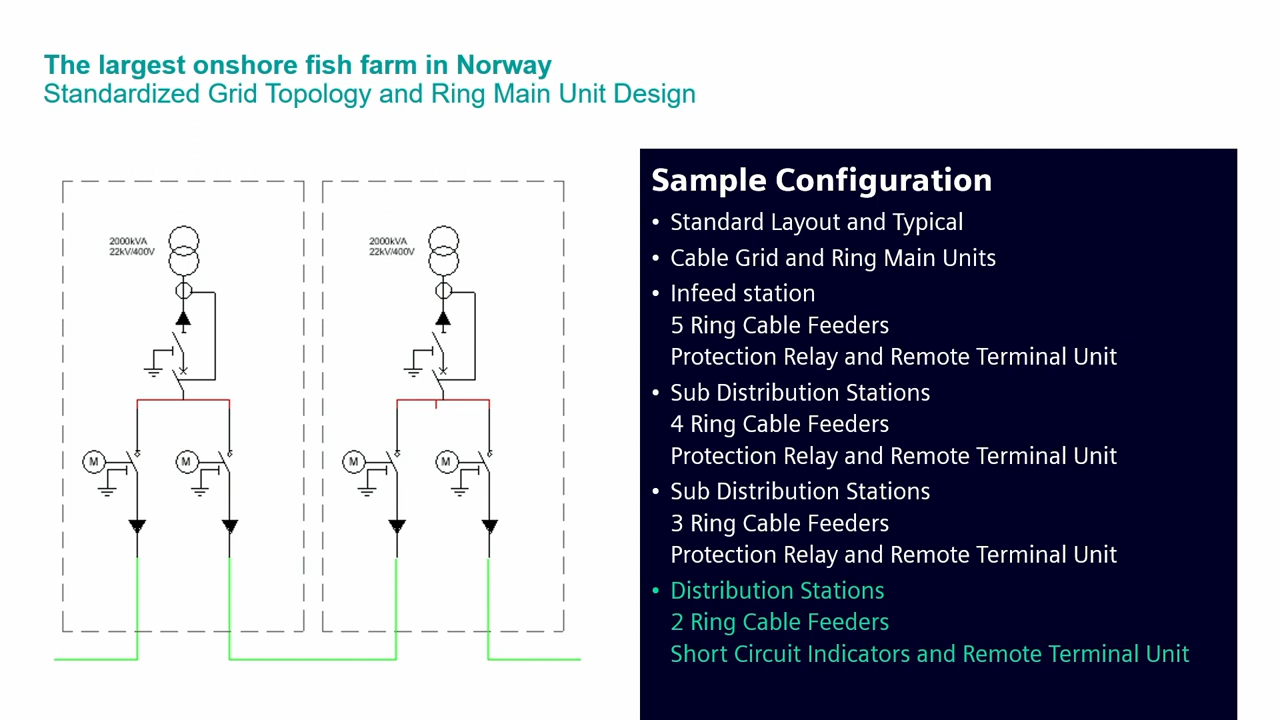 The largest onshore fish farm in Norway
Standardized Grid Topology and Ring Main Unit Design
2000kVA
22kV/400V
M
M
2000kVA
22kV/400V
M
M
Sample Configuration
• Standard Layout and Typical
• Cable Grid and Ring Main Units
• Infeed station
5 Ring Cable Feeders
Protection Relay and Remote Terminal Unit
• Sub Distribution Stations
4 Ring Cable Feeders
Protection Relay and Remote Terminal Unit
• Sub Distribution Stations
3 Ring Cable Feeders
Protection Relay and Remote Terminal Unit
• Distribution Stations
2 Ring Cable Feeders
Short Circuit Indicators and Remote Terminal Unit